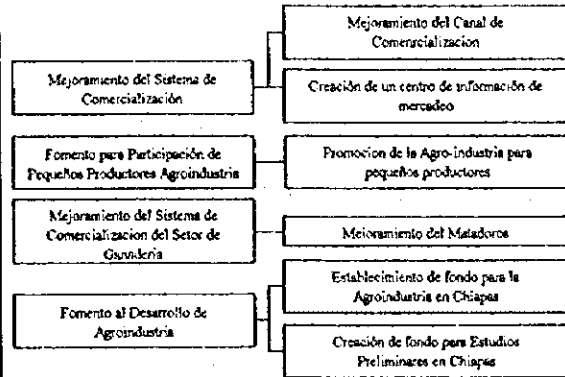 Mejoramiento del Canal de
Comenrcializacion
Mejoramiento del Sistema de
Comercialización
Creación de un centro de información de
mercadeo
Fomento para Participación de
Pequeños Productores Agroindustria
Promocion de la Agro-industria para
pequeños productores
Mejoramiento del Sistema de
Comercializacion del Setor de
Ganaderia
Mejoramiento del Matadoros
Establecimiento de fondo para la
Agroindustria en Chiapas
Fomento al Desarrollo de
Agroindustria
Creación de fondo para Estudios
Preliminares en Chiapas